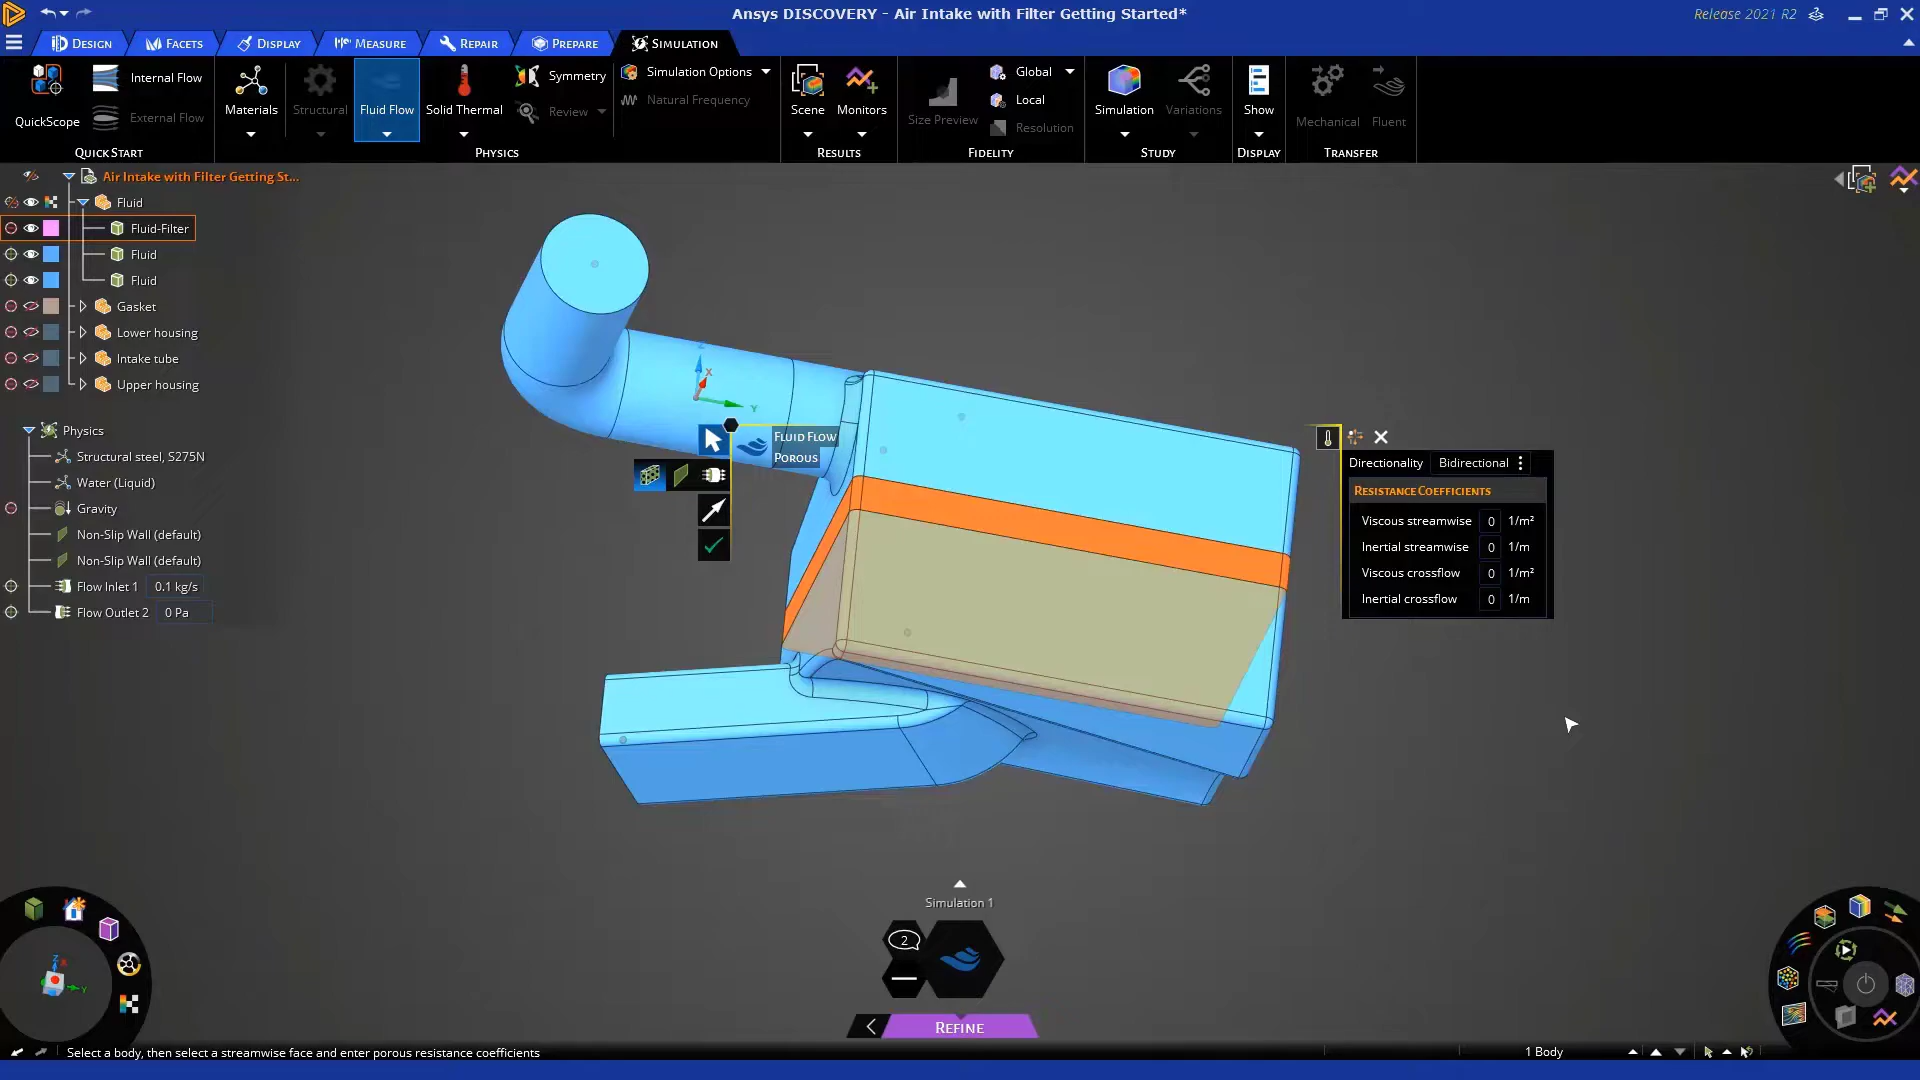 Ansys DISCOVERY - Air Intake with Filter Getting Started*
Release 2021 R2
DESIGN
FACETS
DISPLAY
MEASURE
REPAIR
PREPARE
SIMULATION
QuickScope
Internal Flow
External Flow
QUICK START
Materials
Structural
Fluid Flow
Solid Thermal
Symmetry
Review
Simulation Options
Natural Frequency
PHYSICS
Scene
Monitors
RESULTS
Size Preview
Global
Local
Resolution
FIDELITY
Simulation
Variations
STUDY
Show
DISPLAY
Mechanical
Fluent
TRANSFER
Air Intake with Filter Getting St...
Fluid
Fluid-Filter
Fluid
Fluid
Gasket
Lower housing
Intake tube
Upper housing
Physics
Structural steel, S275N
Water (Liquid)
Gravity
Non-Slip Wall (default)
Non-Slip Wall (default)
Flow Inlet 1 0.1 kg/s
Flow Outlet 2 0 Pa
Z
X
Y
FLUID FLOW
POROUS
Directionality Bidirectional
RESISTANCE COEFFICIENTS
Viscous streamwise 0 1/m²
Inertial streamwise 0 1/m
Viscous crossflow 0 1/m²
Inertial crossflow 0 1/m
Simulation 1
2
REFINE
Z
X
Y
Select a body, then select a streamwise face and enter porous resistance coefficients
1 Body